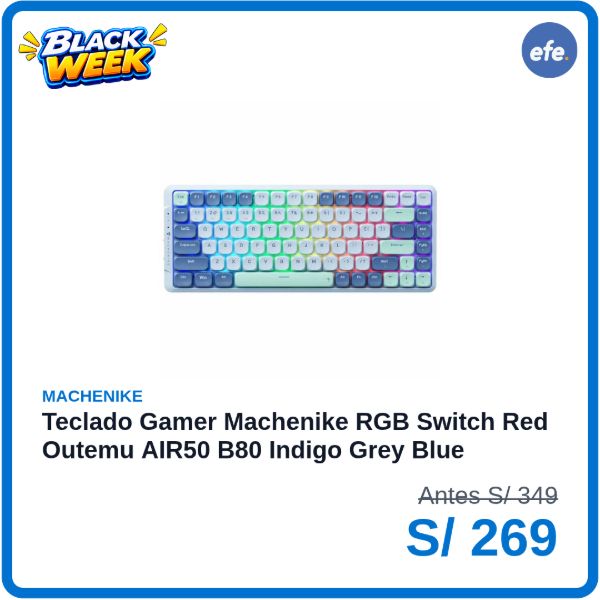 BLACK
WEEK
efe.
MACHENIKE
Teclado Gamer Machenike RGB Switch Red
Outemu AIR50 B80 Indigo Grey Blue
Antes S/ 349
S/ 269